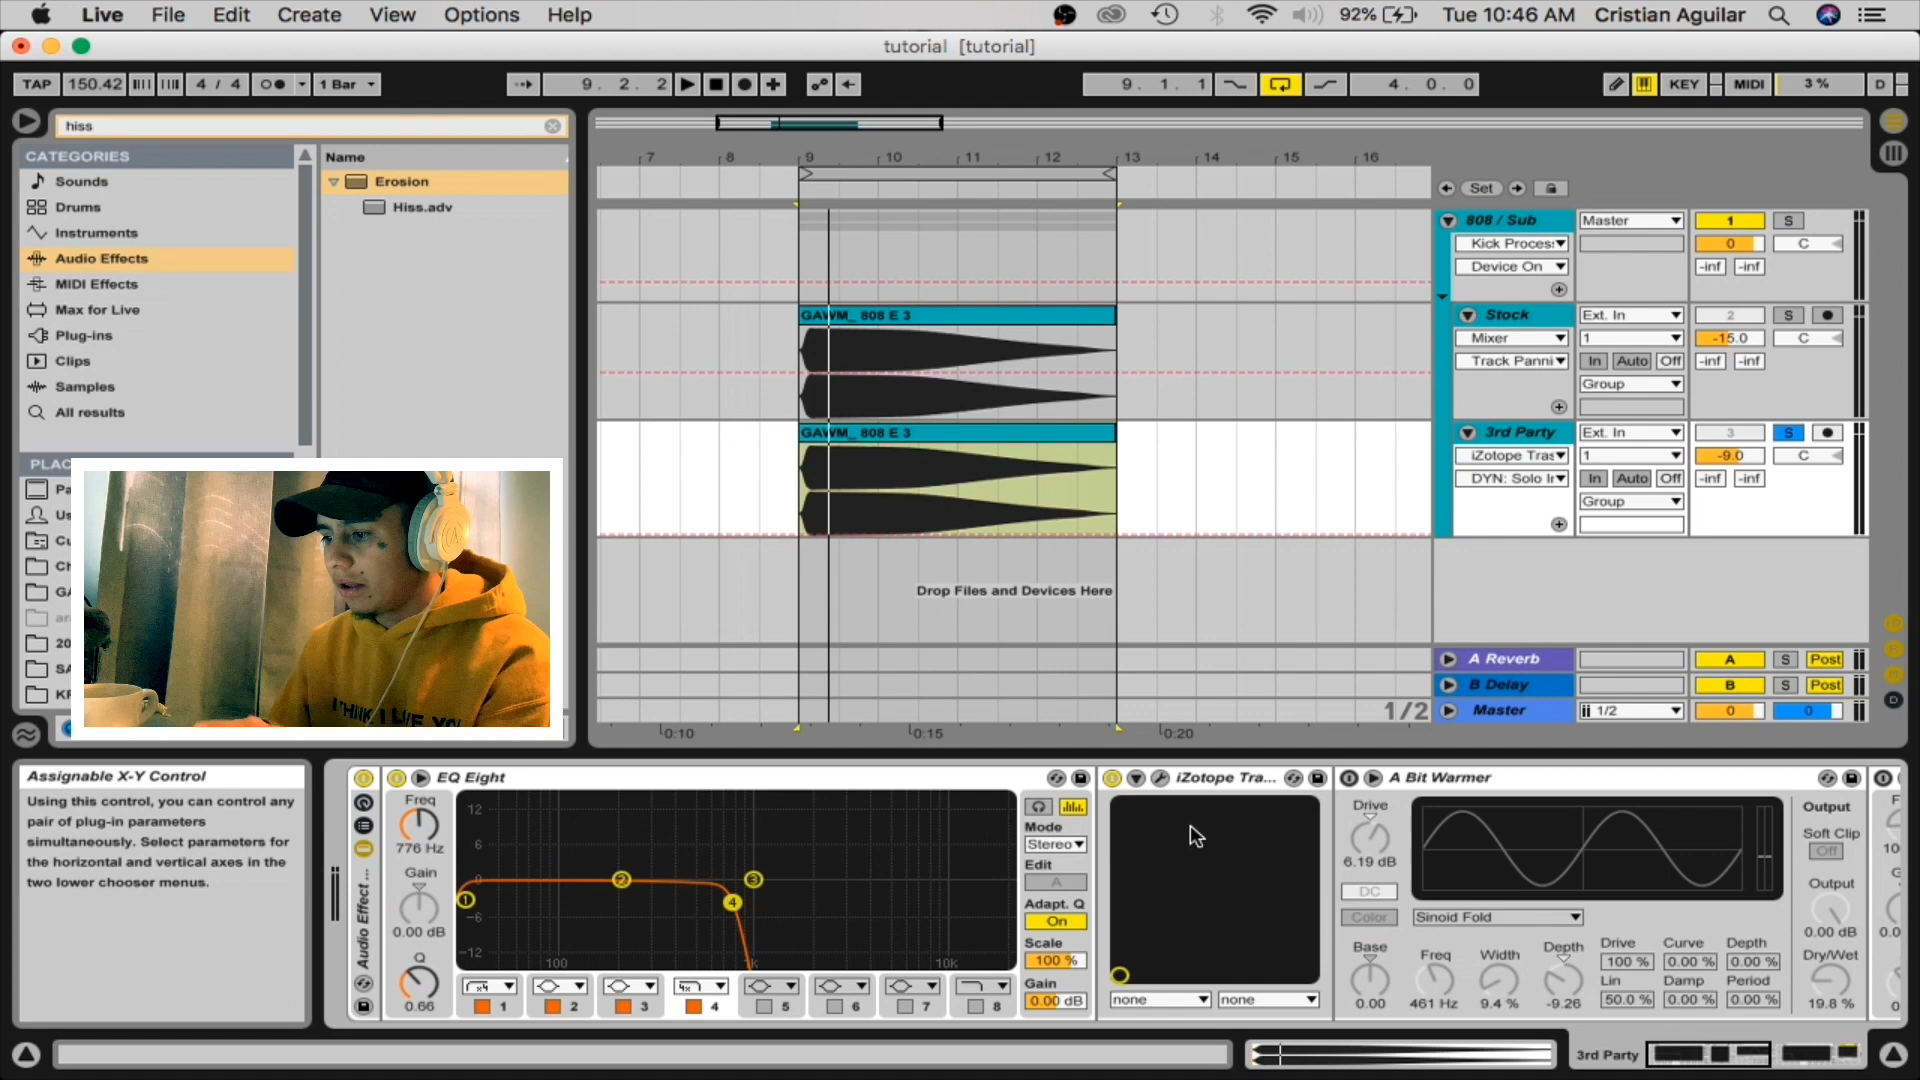 Live File Edit Create View Options Help 92% Tue 10:46 AM Cristian Aguilar
tutorial [tutorial]
TAP 150.42 4 / 4 1 Bar 9. 2. 2 9. 1. 1 4. 0. 0 KEY MIDI 3 % D
hiss
CATEGORIES
Sounds
Drums
Instruments
Audio Effects
MIDI Effects
Max for Live
Plug-ins
Clips
Samples
All results
Name
Erosion
Hiss.adv
7 8 9 10 11 12 13 14 15 16
Set
808 / Sub Master 1 S
Kick Proces: 0 C
Device On -inf -inf
GAWM_ 808 E 3
Stock Ext. In 2 S
Mixer 1 -15.0 C
Track Panni In Auto Off -inf -inf
Group
GAWM_ 808 E 3
3rd Party Ext. In 3 S
iZotope Tras 1 -9.0 C
DYN: Solo Ir In Auto Off -inf -inf
Group
Drop Files and Devices Here
A Reverb A S Post
B Delay B S Post
1/2 Master 1/2 0 0
0:10 0:15 0:20
I THINK I LIKE YOU
Assignable X-Y Control
Using this control, you can control any
pair of plug-in parameters
simultaneously. Select parameters for
the horizontal and vertical axes in the
two lower chooser menus.
Audio Effect ...
EQ Eight
Freq
776 Hz
Gain
0.00 dB
Q
0.66
12
6
0
-6
-12
100 1k 10k
1 2 3 4
1 2 3 4 5 6 7 8
Mode
Stereo
Edit
A
Adapt. Q
On
Scale
100 %
Gain
0.00 dB
iZotope Tra...
none none
A Bit Warmer
Drive
6.19 dB
DC
Color
Sinoid Fold
Base
0.00
Freq
461 Hz
Width
9.4 %
Depth
-9.26
Drive Curve Depth
100 % 0.00 % 0.00 %
Lin Damp Period
50.0 % 0.00 % 0.00 %
Output
Soft Clip
Off
Output
0.00 dB
Dry/Wet
19.8 %
3rd Party